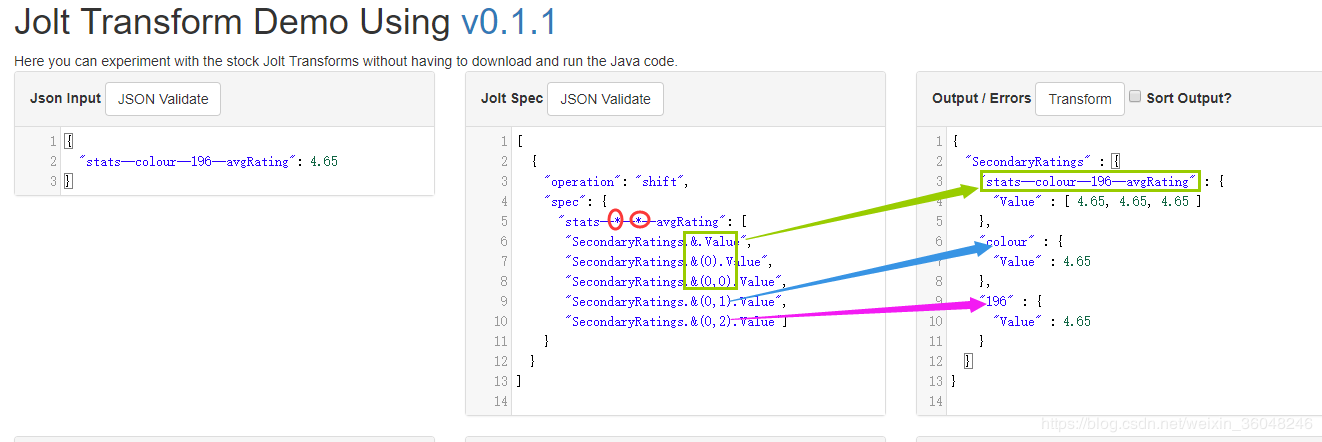 Jolt Transform Demo Using v0.1.1
Here you can experiment with the stock Jolt Transforms without having to download and run the Java code.
Json Input JSON Validate
1 {
2 "stats——colour——196——avgRating": 4.65
3 }
Jolt Spec JSON Validate
1 [
2 {
3 "operation": "shift",
4 "spec": {
5 "stats——*——*——avgRating": [
6 "SecondaryRatings.&.Value",
7 "SecondaryRatings.&(0).Value",
8 "SecondaryRatings.&(0,0).Value",
9 "SecondaryRatings.&(0,1).Value",
10 "SecondaryRatings.&(0,2).Value"]
11 }
12 }
13 ]
14
Output / Errors Transform Sort Output?
1 {
2 "SecondaryRatings" : {
3 "stats——colour——196——avgRating" : {
4 "Value" : [ 4.65, 4.65, 4.65 ]
5 },
6 "colour" : {
7 "Value" : 4.65
8 },
9 "196" : {
10 "Value" : 4.65
11 }
12 }
13 }
14
https://blog.csdn.net/weixin_36048246